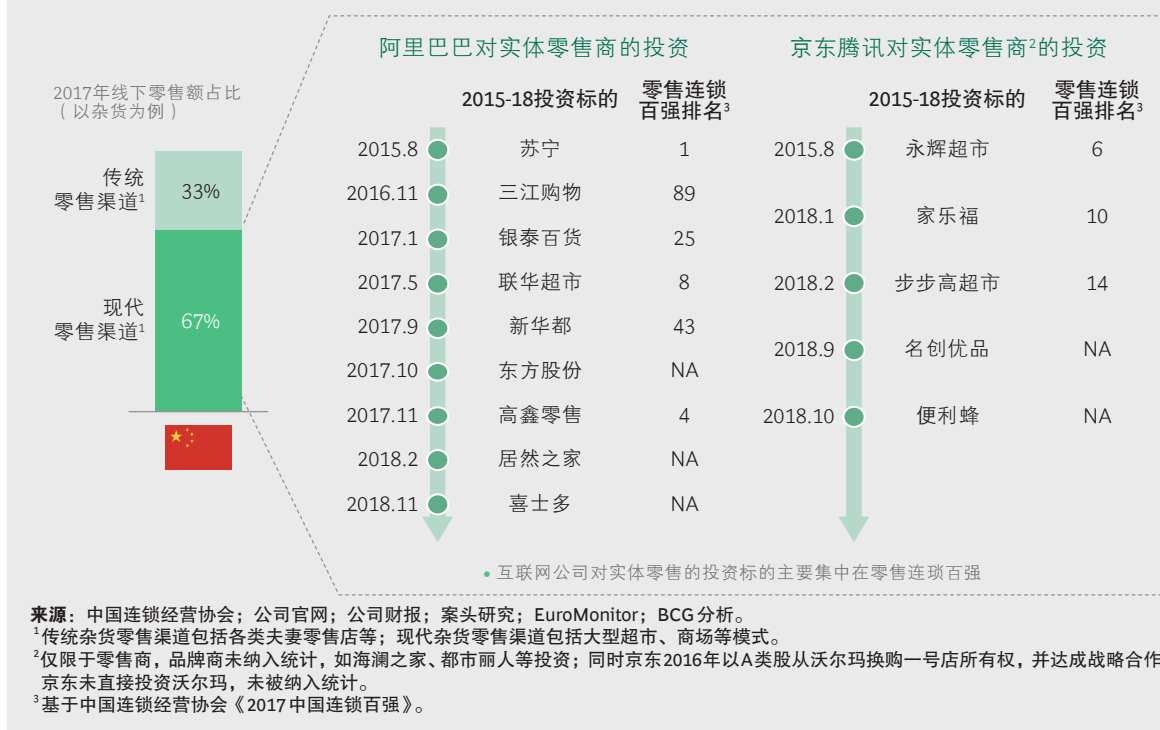 阿里巴巴对实体零售商的投资
京东腾讯对实体零售商²的投资
2017年线下零售额占比
（以杂货为例）
2015-18投资标的
零售连锁
百强排名³
2015-18投资标的
零售连锁
百强排名³
传统
零售渠道¹
33%
现代
零售渠道¹
67%
2015.8 苏宁 1
2016.11 三江购物 89
2017.1 银泰百货 25
2017.5 联华超市 8
2017.9 新华都 43
2017.10 东方股份 NA
2017.11 高鑫零售 4
2018.2 居然之家 NA
2018.11 喜士多 NA
2015.8 永辉超市 6
2018.1 家乐福 10
2018.2 步步高超市 14
2018.9 名创优品 NA
2018.10 便利蜂 NA
• 互联网公司对实体零售的投资标的主要集中在零售连琐百强
来源：中国连锁经营协会；公司官网；公司财报；案头研究；EuroMonitor；BCG分析。
¹传统杂货零售渠道包括各类夫妻零售店等；现代杂货零售渠道包括大型超市、商场等模式。
²仅限于零售商，品牌商未纳入统计，如海澜之家、都市丽人等投资；同时京东2016年以A类股从沃尔玛换购一号店所有权，并达成战略合作
京东未直接投资沃尔玛，未被纳入统计。
³基于中国连锁经营协会《2017中国连锁百强》。